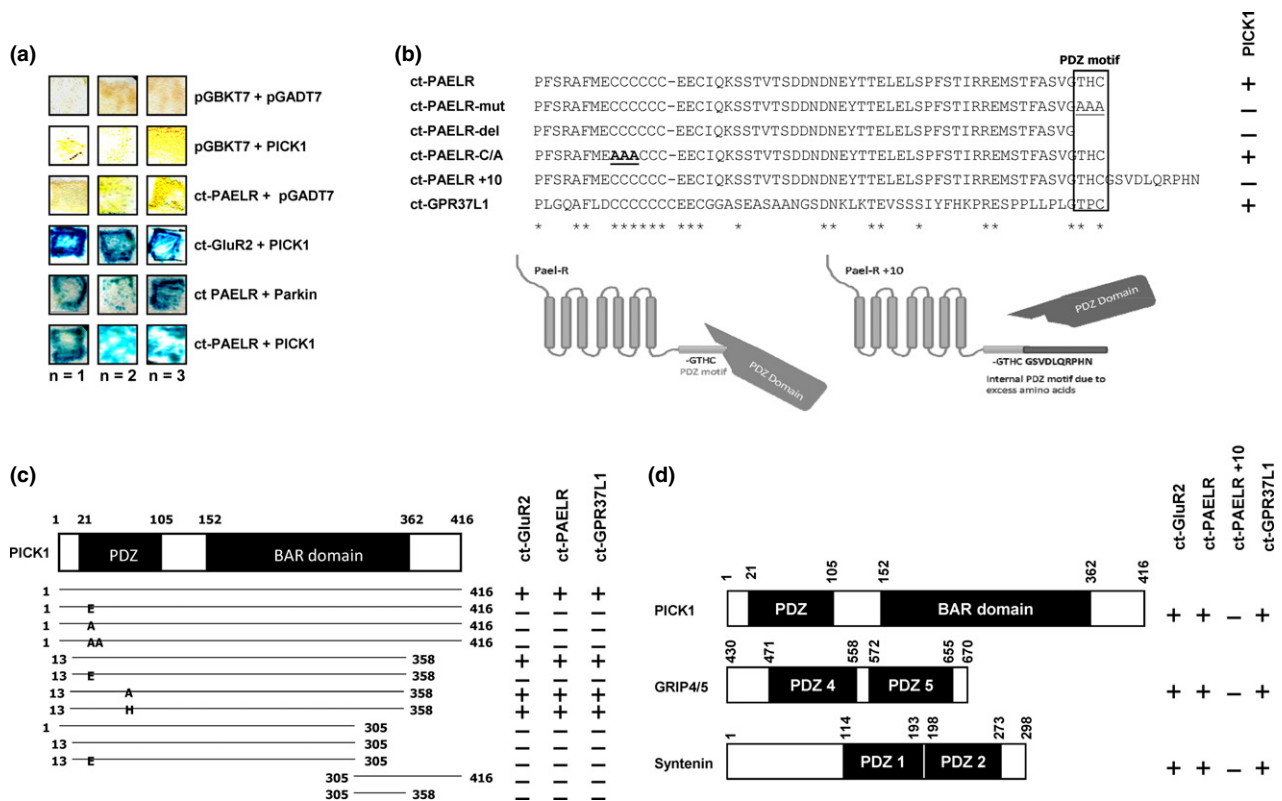 (a)
pGBKT7 + pGADT7
pGBKT7 + PICK1
ct-PAELR + pGADT7
ct-GluR2 + PICK1
ct PAELR + Parkin
ct-PAELR + PICK1
n = 1 n = 2 n = 3
(b)
PICK1
PDZ motif
ct-PAELR PFSRAFMECCCCCC-EECIQKSSTVTSDDNDNEYTTELELSPFSTIRREMSTFASVGTHC +
ct-PAELR-mut PFSRAFMECCCCCC-EECIQKSSTVTSDDNDNEYTTELELSPFSTIRREMSTFASVGAAA −
ct-PAELR-del PFSRAFMECCCCCC-EECIQKSSTVTSDDNDNEYTTELELSPFSTIRREMSTFASVG −
ct-PAELR-C/A PFSRAFMEAAACCC-EECIQKSSTVTSDDNDNEYTTELELSPFSTIRREMSTFASVGTHC +
ct-PAELR +10 PFSRAFMECCCCCC-EECIQKSSTVTSDDNDNEYTTELELSPFSTIRREMSTFASVGTHCGSVDLQRPHN −
ct-GPR37L1 PLGQAFLDCCCCCCCEECGGASEASAANGSDNKLKTEVSSSIYFHKPRESPPLLPLGTPC +
* ** ****** *** * ** ** * ** ** *
Pael-R
-GTHC
PDZ motif
PDZ Domain
Pael-R +10
PDZ Domain
-GTHC GSVDLQRPHN
Internal PDZ motif due to
excess amino acids
(c)
ct-GluR2 ct-PAELR ct-GPR37L1
1 21 105 152 362 416
PICK1 PDZ BAR domain
1 416 + + +
1 E 416 − − −
1 A 416 − − −
1 AA 416 − − −
13 358 + + +
13 E 358 − − −
13 A 358 + + +
13 H 358 + + +
1 305 − − −
13 305 − − −
13 E 305 − − −
305 416 − − −
305 358 − − −
(d)
ct-GluR2 ct-PAELR ct-PAELR +10 ct-GPR37L1
1 21 105 152 362 416
PICK1 PDZ BAR domain + + − +
430 471 558 572 655 670
GRIP4/5 PDZ 4 PDZ 5 + + − +
1 114 193 198 273 298
Syntenin PDZ 1 PDZ 2 + + − +